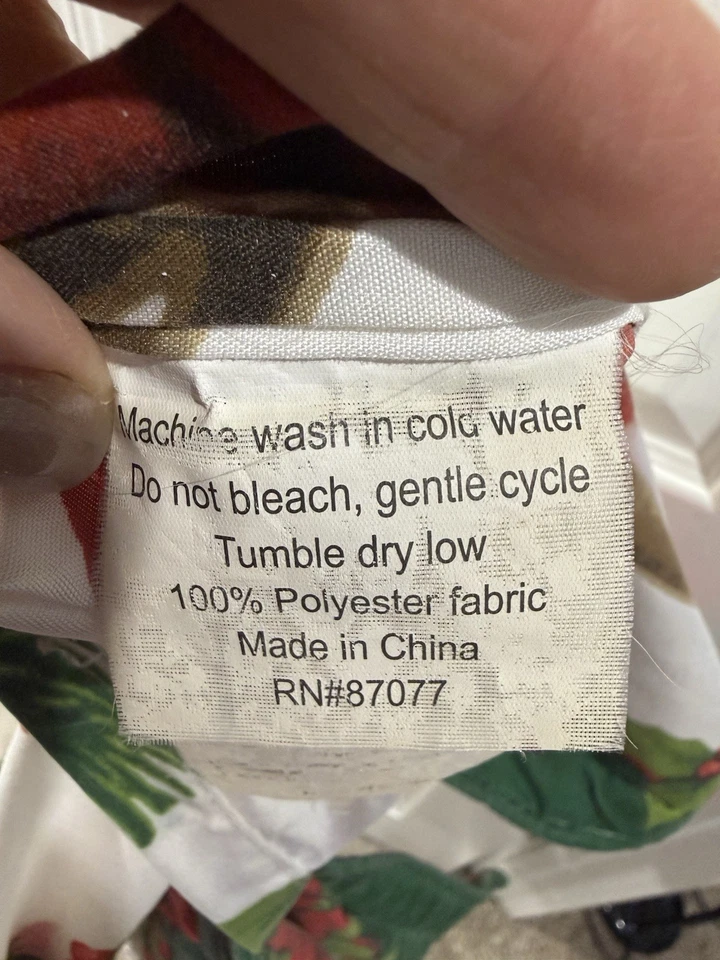 Machine wash in cold water
Do not bleach, gentle cycle
Tumble dry low
100% Polyester fabric
Made in China
RN#87077